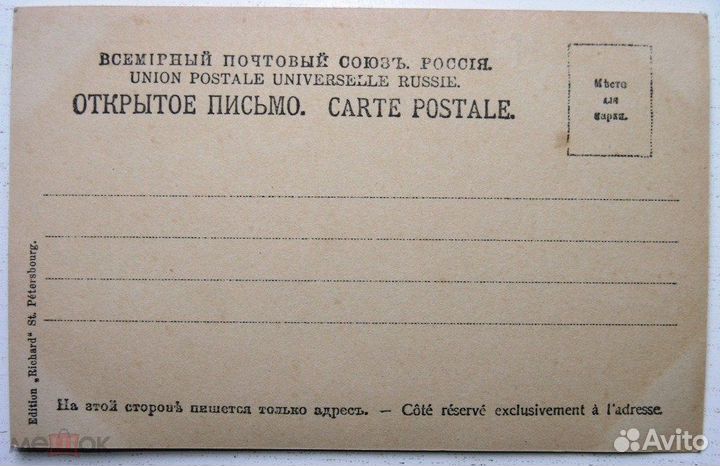 ВСЕМІРНЫЙ ПОЧТОВЫЙ СОЮЗЪ. РОССІЯ.
UNION POSTALE UNIVERSELLE RUSSIE.
ОТКРЫТОЕ ПИСЬМО. CARTE POSTALE.
Мѣсто
для
марки.
Edition „Richard“ St. Pétersbourg.
На этой сторонѣ пишется только адресъ. — Côté réservé exclusivement à l'adresse.
мешок
Avito